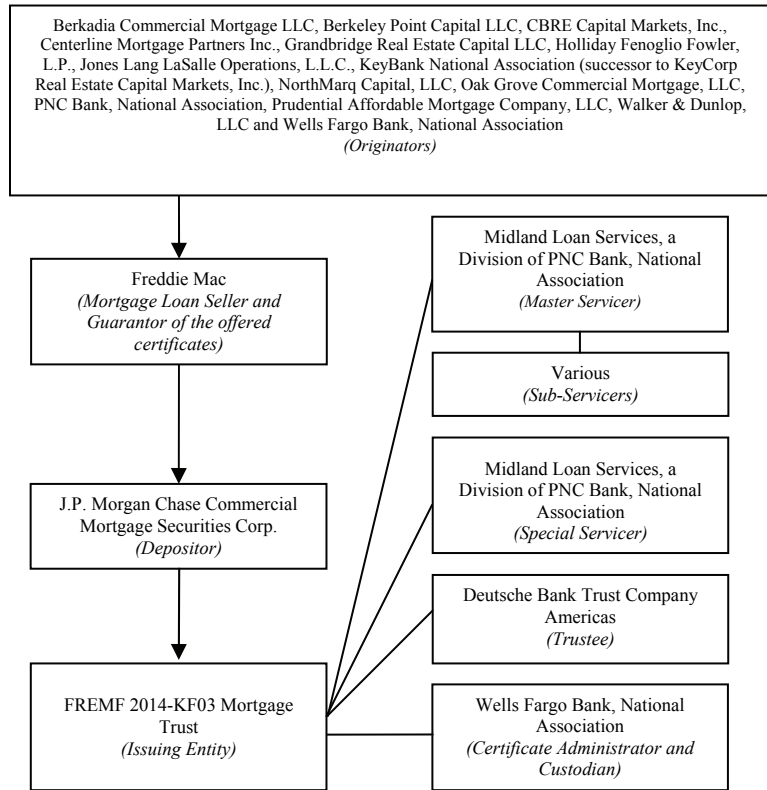 Berkadia Commercial Mortgage LLC, Berkeley Point Capital LLC, CBRE Capital Markets, Inc.,
Centerline Mortgage Partners Inc., Grandbridge Real Estate Capital LLC, Holliday Fenoglio Fowler,
L.P., Jones Lang LaSalle Operations, L.L.C., KeyBank National Association (successor to KeyCorp
Real Estate Capital Markets, Inc.), NorthMarq Capital, LLC, Oak Grove Commercial Mortgage, LLC,
PNC Bank, National Association, Prudential Affordable Mortgage Company, LLC, Walker & Dunlop,
LLC and Wells Fargo Bank, National Association
(Originators)
Freddie Mac
(Mortgage Loan Seller and
Guarantor of the offered
certificates)
J.P. Morgan Chase Commercial
Mortgage Securities Corp.
(Depositor)
FREMF 2014-KF03 Mortgage
Trust
(Issuing Entity)
Midland Loan Services, a
Division of PNC Bank, National
Association
(Master Servicer)
Various
(Sub-Servicers)
Midland Loan Services, a
Division of PNC Bank, National
Association
(Special Servicer)
Deutsche Bank Trust Company
Americas
(Trustee)
Wells Fargo Bank, National
Association
(Certificate Administrator and
Custodian)